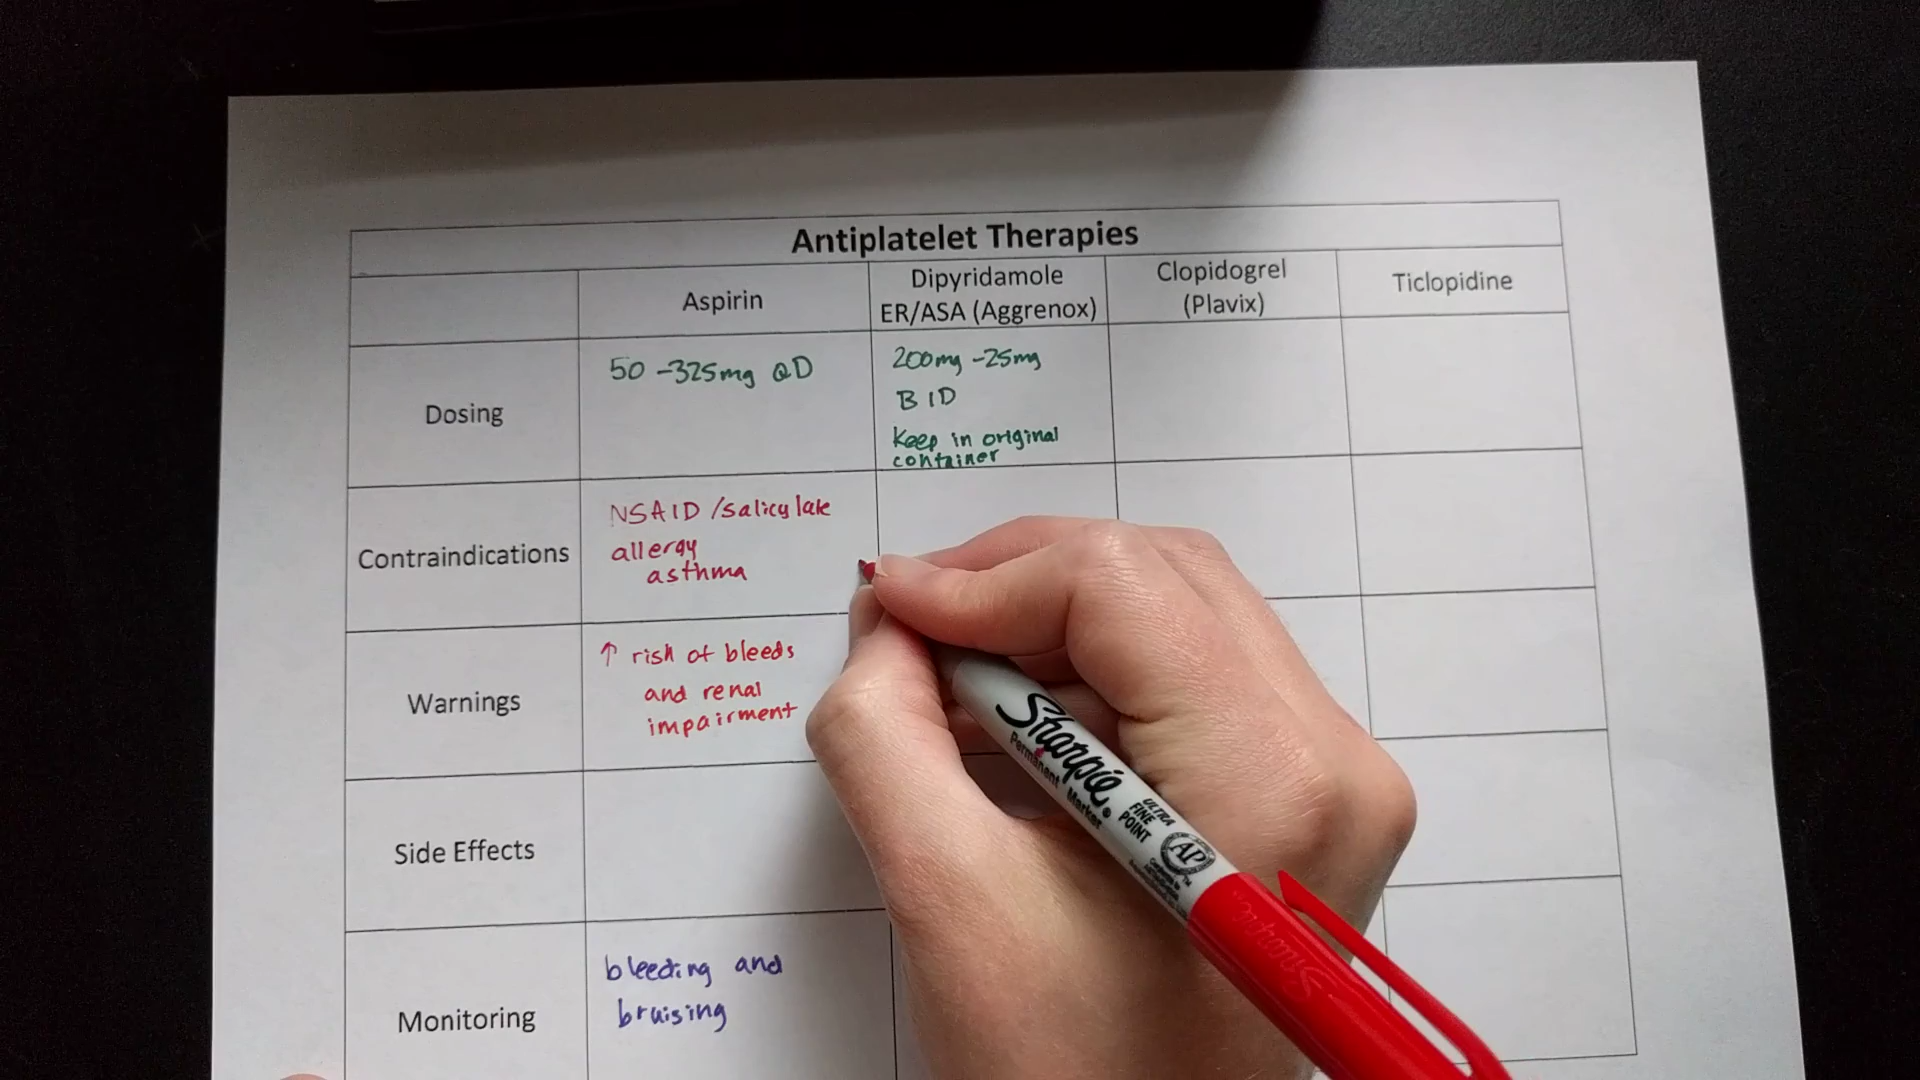 Antiplatelet Therapies
Aspirin
Dipyridamole
ER/ASA (Aggrenox)
Clopidogrel
(Plavix)
Ticlopidine
Dosing
50 - 325mg QD
200mg - 25mg
BID
Keep in original
container
Contraindications
NSAID / salicylate
allergy
asthma
Warnings
↑ risk of bleeds
and renal
impairment
Side Effects
Monitoring
bleeding and
bruising
Sharpie
Permanent Marker
ULTRA
FINE
POINT
AP